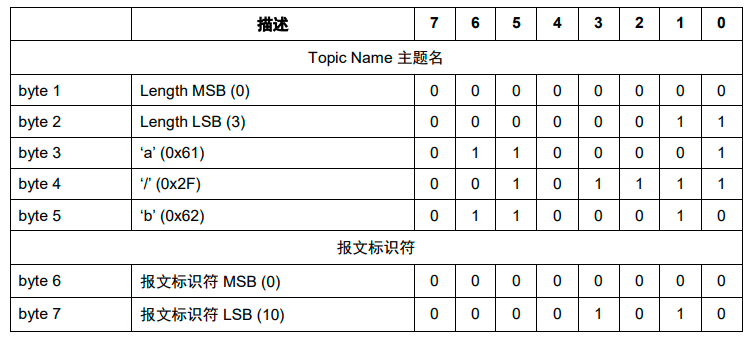 描述 7 6 5 4 3 2 1 0
Topic Name 主题名
byte 1 Length MSB (0) 0 0 0 0 0 0 0 0
byte 2 Length LSB (3) 0 0 0 0 0 0 1 1
byte 3 ‘a’ (0x61) 0 1 1 0 0 0 0 1
byte 4 ‘/’ (0x2F) 0 0 1 0 1 1 1 1
byte 5 ‘b’ (0x62) 0 1 1 0 0 0 1 0
报文标识符
byte 6 报文标识符 MSB (0) 0 0 0 0 0 0 0 0
byte 7 报文标识符 LSB (10) 0 0 0 0 1 0 1 0